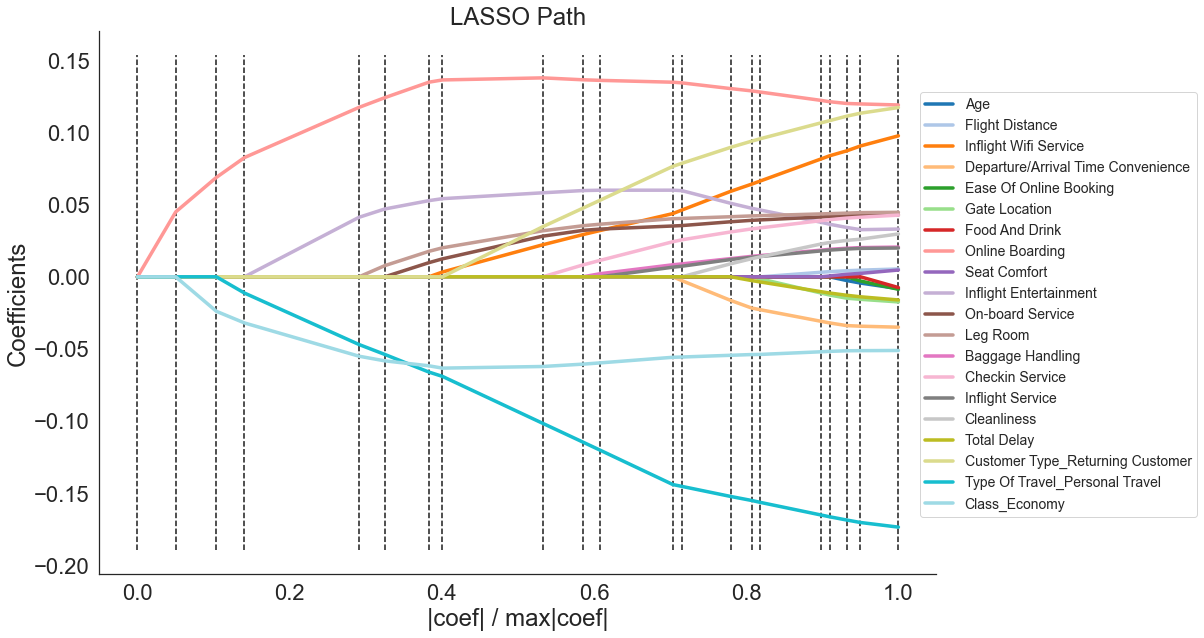 LASSO Path
0.15
0.10
0.05
0.00
−0.05
−0.10
−0.15
−0.20
Coefficients
0.0 0.2 0.4 0.6 0.8 1.0
|coef| / max|coef|
Age
Flight Distance
Inflight Wifi Service
Departure/Arrival Time Convenience
Ease Of Online Booking
Gate Location
Food And Drink
Online Boarding
Seat Comfort
Inflight Entertainment
On-board Service
Leg Room
Baggage Handling
Checkin Service
Inflight Service
Cleanliness
Total Delay
Customer Type_Returning Customer
Type Of Travel_Personal Travel
Class_Economy